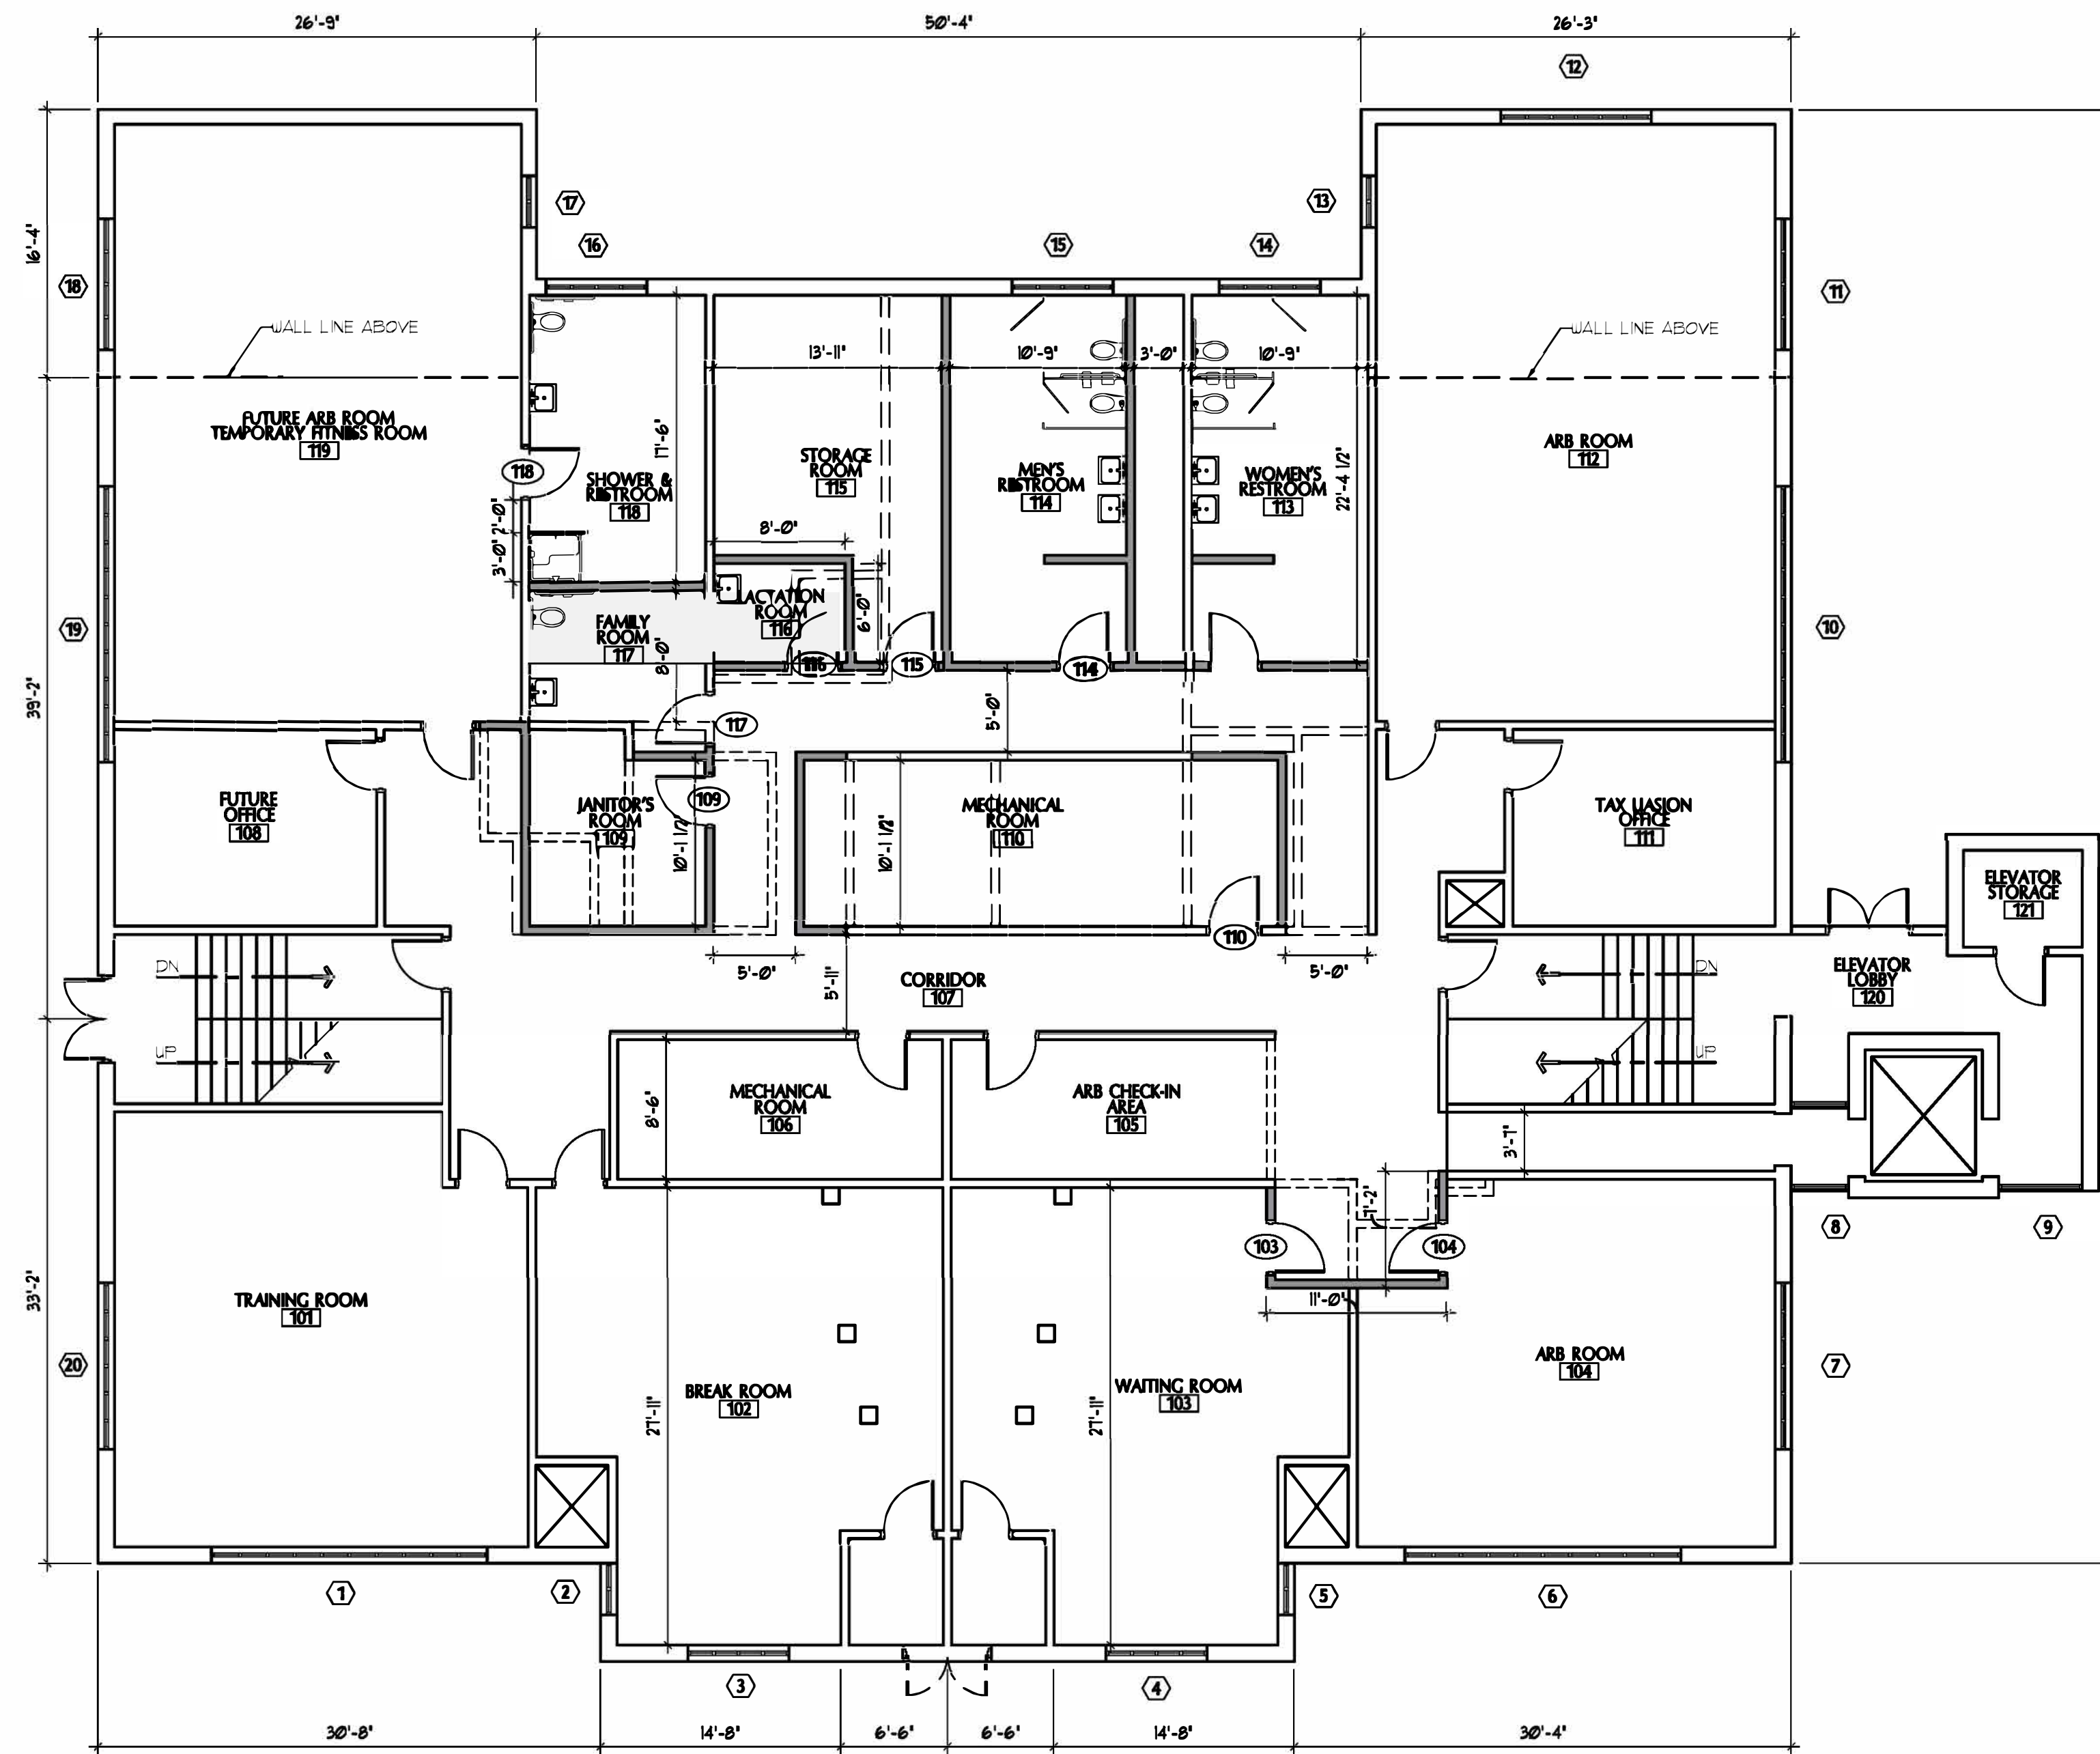 26'-9" 50'-4" 26'-3"
12
17 13
16 15 14
16'-4"
18 11
WALL LINE ABOVE WALL LINE ABOVE
13'-11" 10'-9" 3'-0" 10'-9"
FUTURE ARB ROOM
TEMPORARY FITNESS ROOM
119
118
SHOWER &
RESTROOM
118
17'-6"
2'-0"
3'-0"
STORAGE
ROOM
115
8'-0"
MEN'S
RESTROOM
114
WOMEN'S
RESTROOM
113
22'-4 1/2"
ARB ROOM
112
LACTATION
ROOM
116
6'-0"
FAMILY
ROOM
117
8'-0"
19 10
116 115 114
39'-2"
5'-0"
117
FUTURE
OFFICE
108
JANITOR'S
ROOM
109
109
10'-1 1/2"
10'-1 1/2"
MECHANICAL
ROOM
110
110
TAX
OFFICE
111
ELEVATOR
STORAGE
121
DN
UP
5'-0"
5'-11"
CORRIDOR
107
5'-0"
DN
UP
ELEVATOR
LOBBY
120
8'-6"
MECHANICAL
ROOM
106
ARB CHECK-IN
AREA
105
3'-7"
7'-2"
103 104
8 9
11'-0"
33'-2"
TRAINING ROOM
101
20
BREAK ROOM
102
27'-11"
WAITING ROOM
103
27'-11"
ARB ROOM
104
7
1 2 5 6
3 4
30'-8" 14'-8" 6'-6" 6'-6" 14'-8" 30'-4"